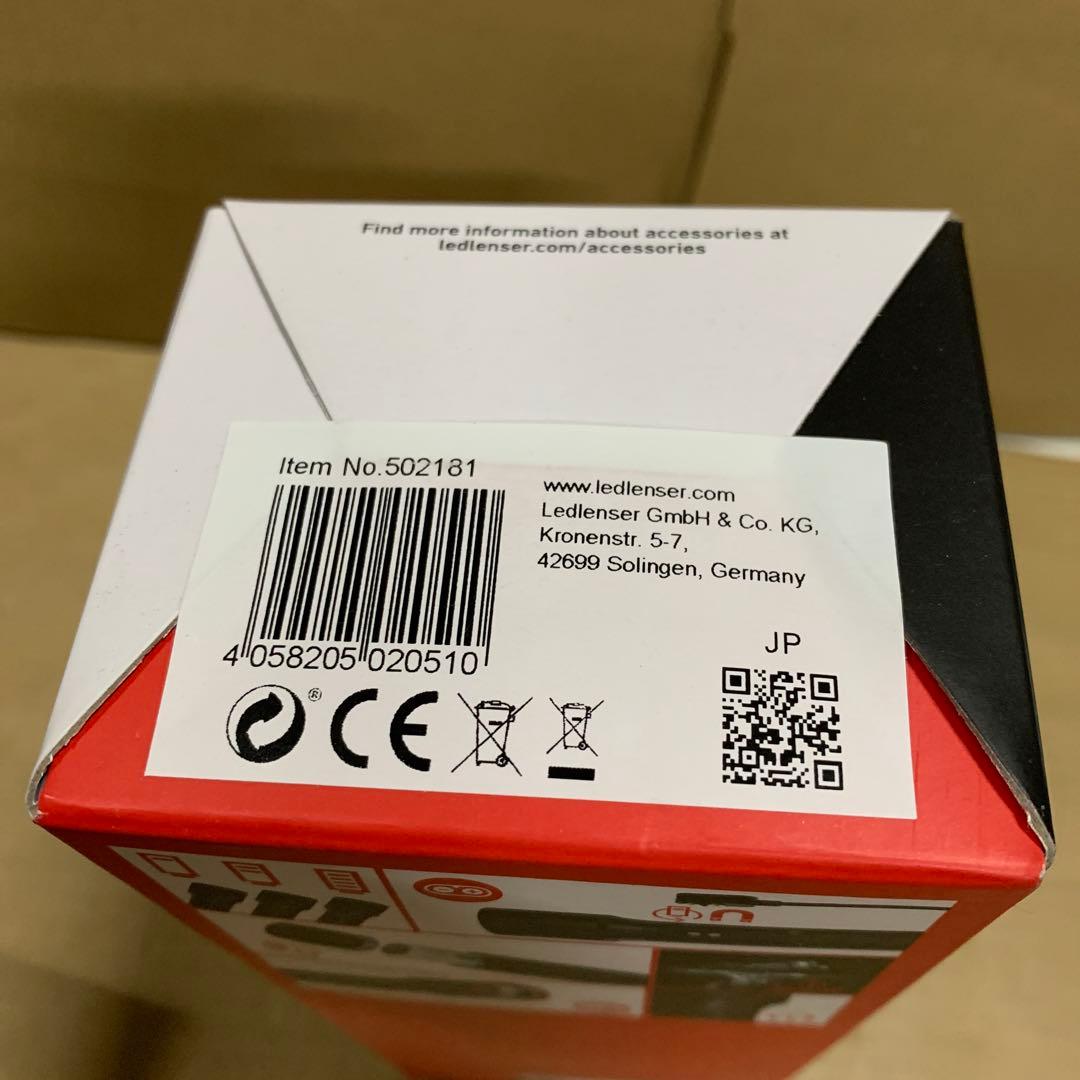 Find more information about accessories at
ledlenser.com/accessories
Item No.502181
4 058205 020510
www.ledlenser.com
Ledlenser GmbH & Co. KG,
Kronenstr. 5-7,
42699 Solingen, Germany
® CE
JP